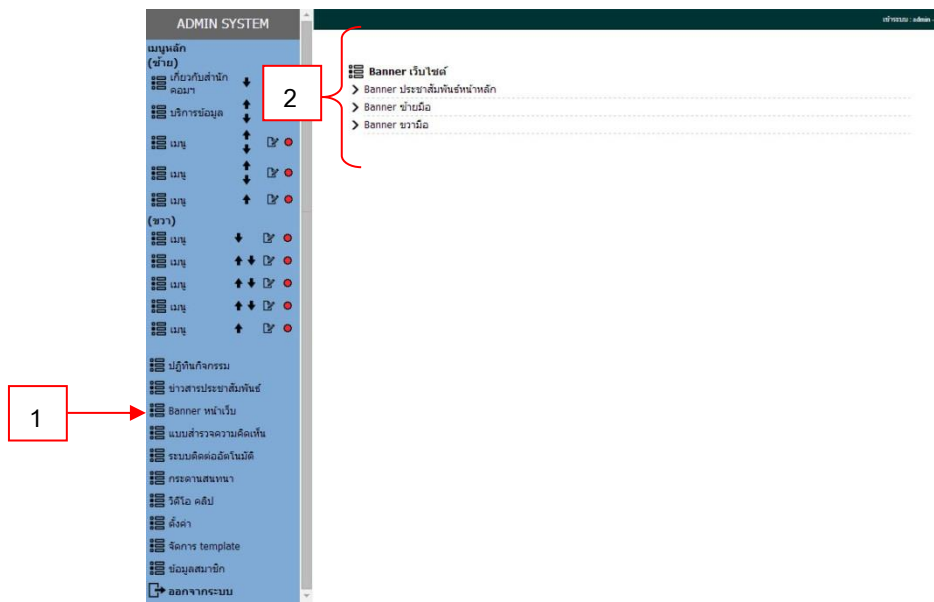 ADMIN SYSTEM
เข้าระบบ : admin -
เมนูหลัก
(ซ้าย)
เกี่ยวกับสำนัก
คอมฯ
บริการข้อมูล
เมนู
เมนู
เมนู
(ขวา)
เมนู
เมนู
เมนู
เมนู
เมนู
ปฏิทินกิจกรรม
ข่าวสารประชาสัมพันธ์
Banner หน้าเว็บ
แบบสำรวจความคิดเห็น
ระบบติดต่ออัตโนมัติ
กระดานสนทนา
วิดีโอ คลิป
ตั้งค่า
จัดการ template
ข้อมูลสมาชิก
ออกจากระบบ
1
2
Banner เว็บไซต์
Banner ประชาสัมพันธ์หน้าหลัก
Banner ซ้ายมือ
Banner ขวามือ